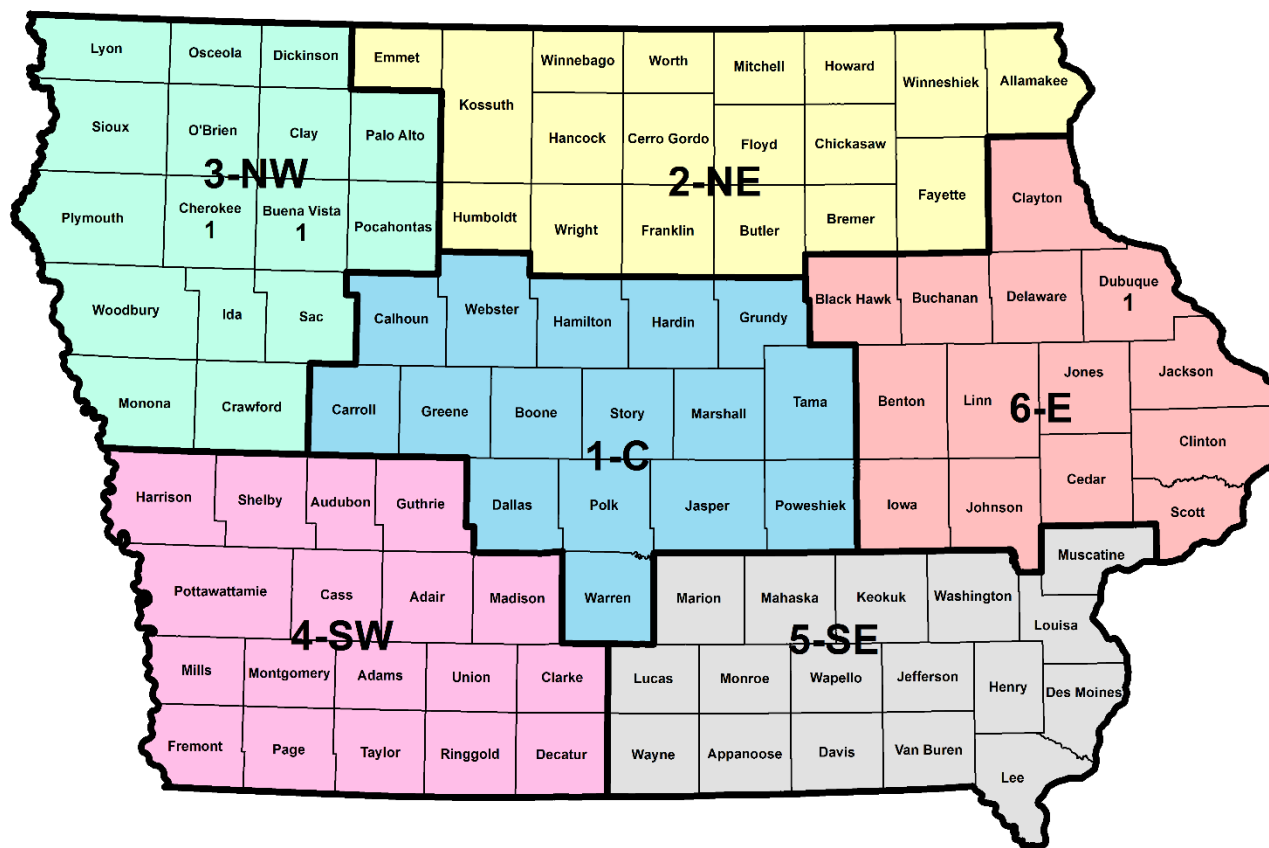 Lyon
Osceola
Dickinson
Emmet
Kossuth
Winnebago
Worth
Mitchell
Howard
Winneshiek
Allamakee
Sioux
O'Brien
Clay
Palo Alto
Hancock
Cerro Gordo
Floyd
Chickasaw
3-NW
2-NE
Plymouth
Cherokee
1
Buena Vista
1
Pocahontas
Humboldt
Wright
Franklin
Butler
Bremer
Fayette
Clayton
Woodbury
Ida
Sac
Calhoun
Webster
Hamilton
Hardin
Grundy
Black Hawk
Buchanan
Delaware
Dubuque
1
Monona
Crawford
Carroll
Greene
Boone
Story
Marshall
Tama
Benton
Linn
Jones
Jackson
6-E
Clinton
1-C
Harrison
Shelby
Audubon
Guthrie
Dallas
Polk
Jasper
Poweshiek
Iowa
Johnson
Cedar
Scott
Muscatine
Pottawattamie
Cass
Adair
Madison
Warren
Marion
Mahaska
Keokuk
Washington
Louisa
4-SW
5-SE
Mills
Montgomery
Adams
Union
Clarke
Lucas
Monroe
Wapello
Jefferson
Henry
Des Moines
Fremont
Page
Taylor
Ringgold
Decatur
Wayne
Appanoose
Davis
Van Buren
Lee